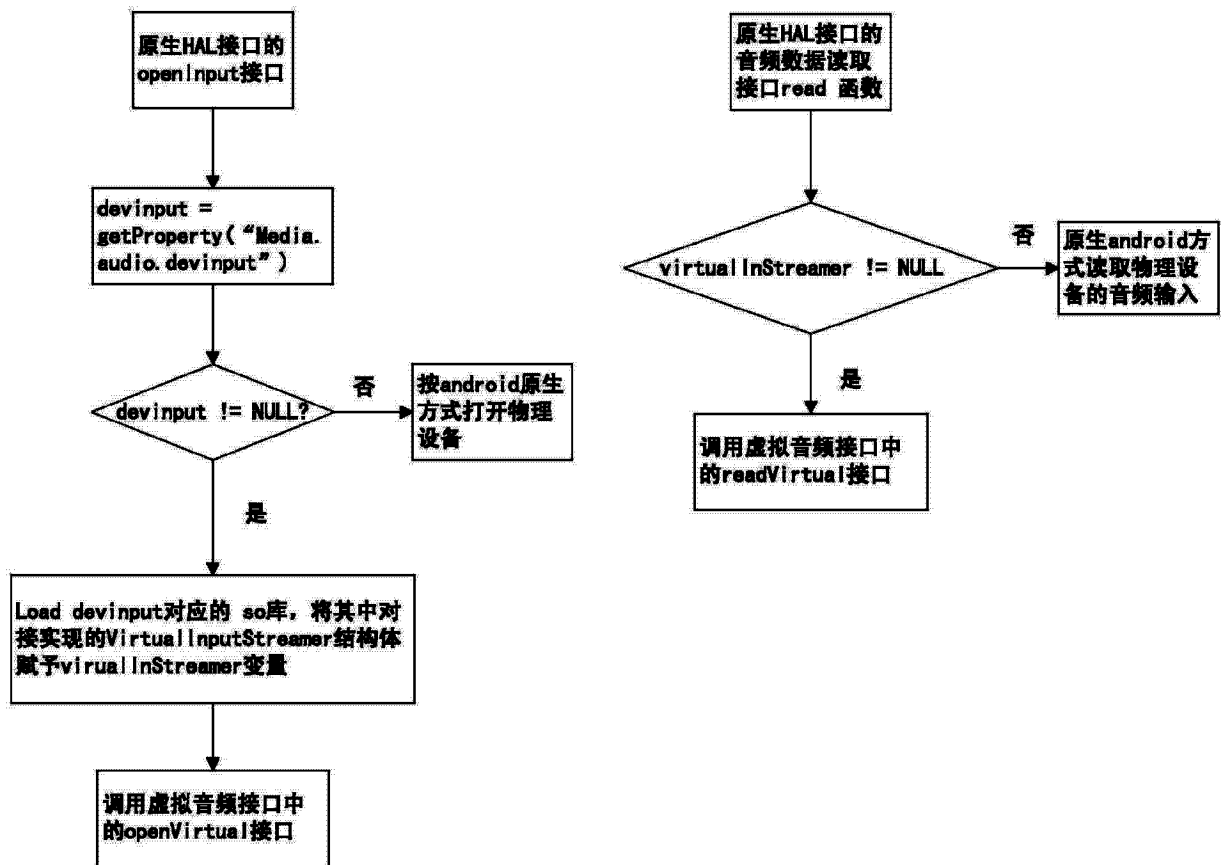 原生HAL接口的
openInput接口
devinput =
getProperty(“Media.
audio.devinput”)
devinput != NULL?
否
按android原生
方式打开物理
设备
是
Load devinput对应的 so库，将其中对
接实现的VirtualInputStreamer结构体
赋予virualInStreamer变量
调用虚拟音频接口中
的openVirtual接口
原生HAL接口的
音频数据读取
接口read 函数
virtualInStreamer != NULL
否
原生android方
式读取物理设
备的音频输入
是
调用虚拟音频接口中
的readVirtual接口